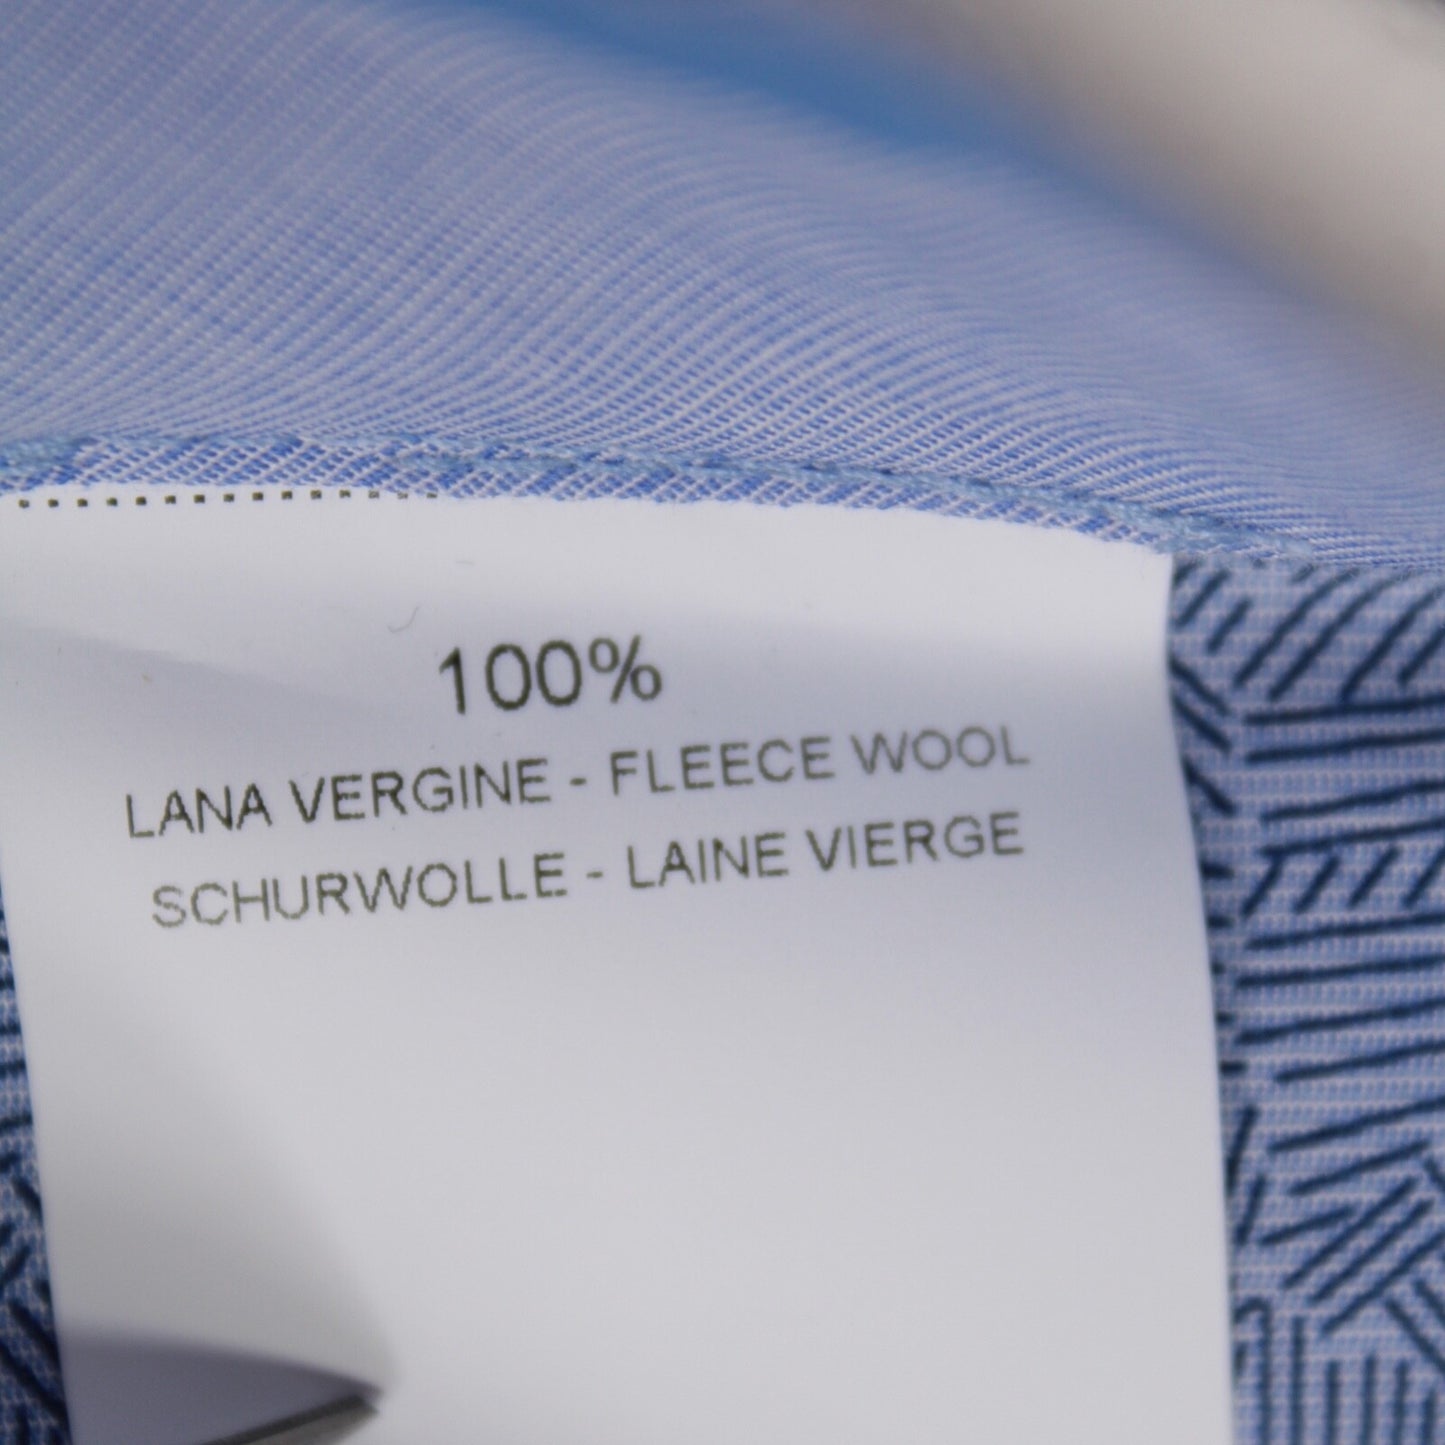 100%
LANA VERGINE - FLEECE WOOL
SCHURWOLLE - LAINE VIERGE